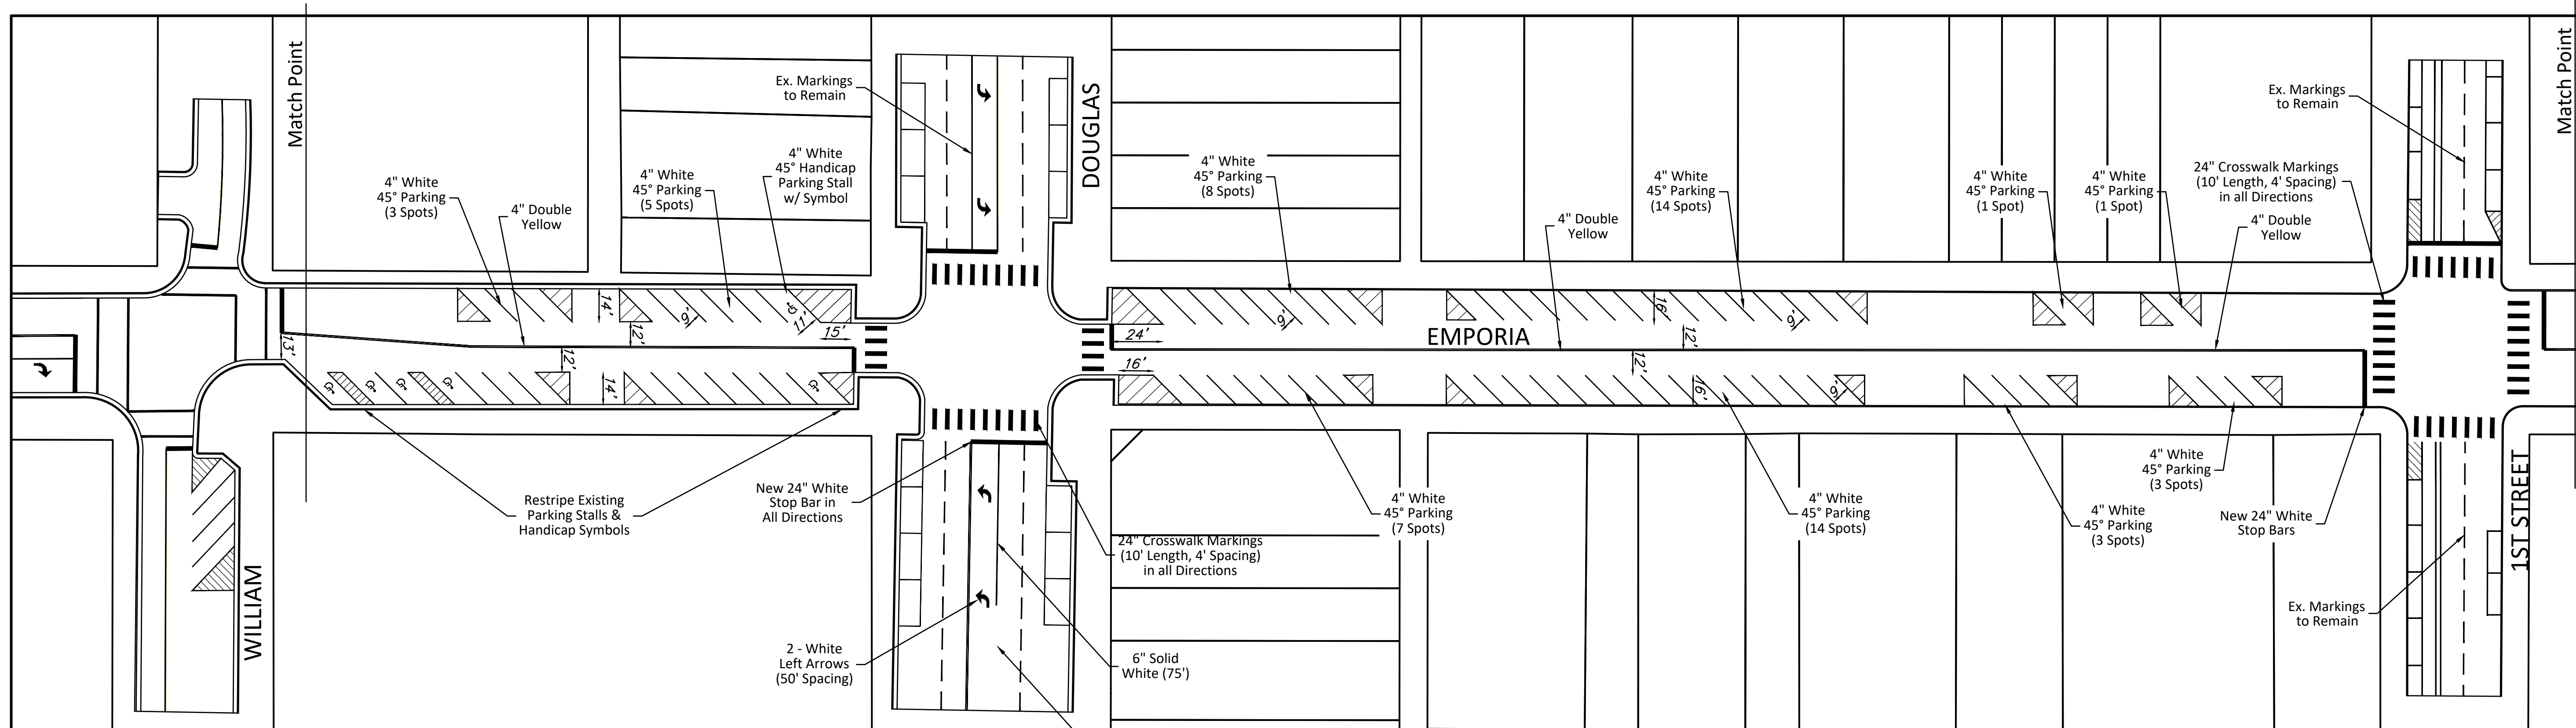 Match Point
Ex. Markings
to Remain
DOUGLAS
Ex. Markings
to Remain
Match Point
4" White
45° Parking
(3 Spots)
4" Double
Yellow
4" White
45° Parking
(5 Spots)
4" White
45° Handicap
Parking Stall
w/ Symbol
4" White
45° Parking
(8 Spots)
4" Double
Yellow
4" White
45° Parking
(14 Spots)
4" White
45° Parking
(1 Spot)
4" White
45° Parking
(1 Spot)
24" Crosswalk Markings
(10' Length, 4' Spacing)
in all Directions
4" Double
Yellow
14'
9'
11'
15'
12'
13'
12'
14'
24'
16'
9'
EMPORIA
16'
12'
9'
12'
16'
9'
Restripe Existing
Parking Stalls &
Handicap Symbols
New 24" White
Stop Bar in
All Directions
24" Crosswalk Markings
(10' Length, 4' Spacing)
in all Directions
4" White
45° Parking
(7 Spots)
4" White
45° Parking
(14 Spots)
4" White
45° Parking
(3 Spots)
4" White
45° Parking
(3 Spots)
New 24" White
Stop Bars
1ST STREET
WILLIAM
2 - White
Left Arrows
(50' Spacing)
6" Solid
White (75')
Ex. Markings
to Remain